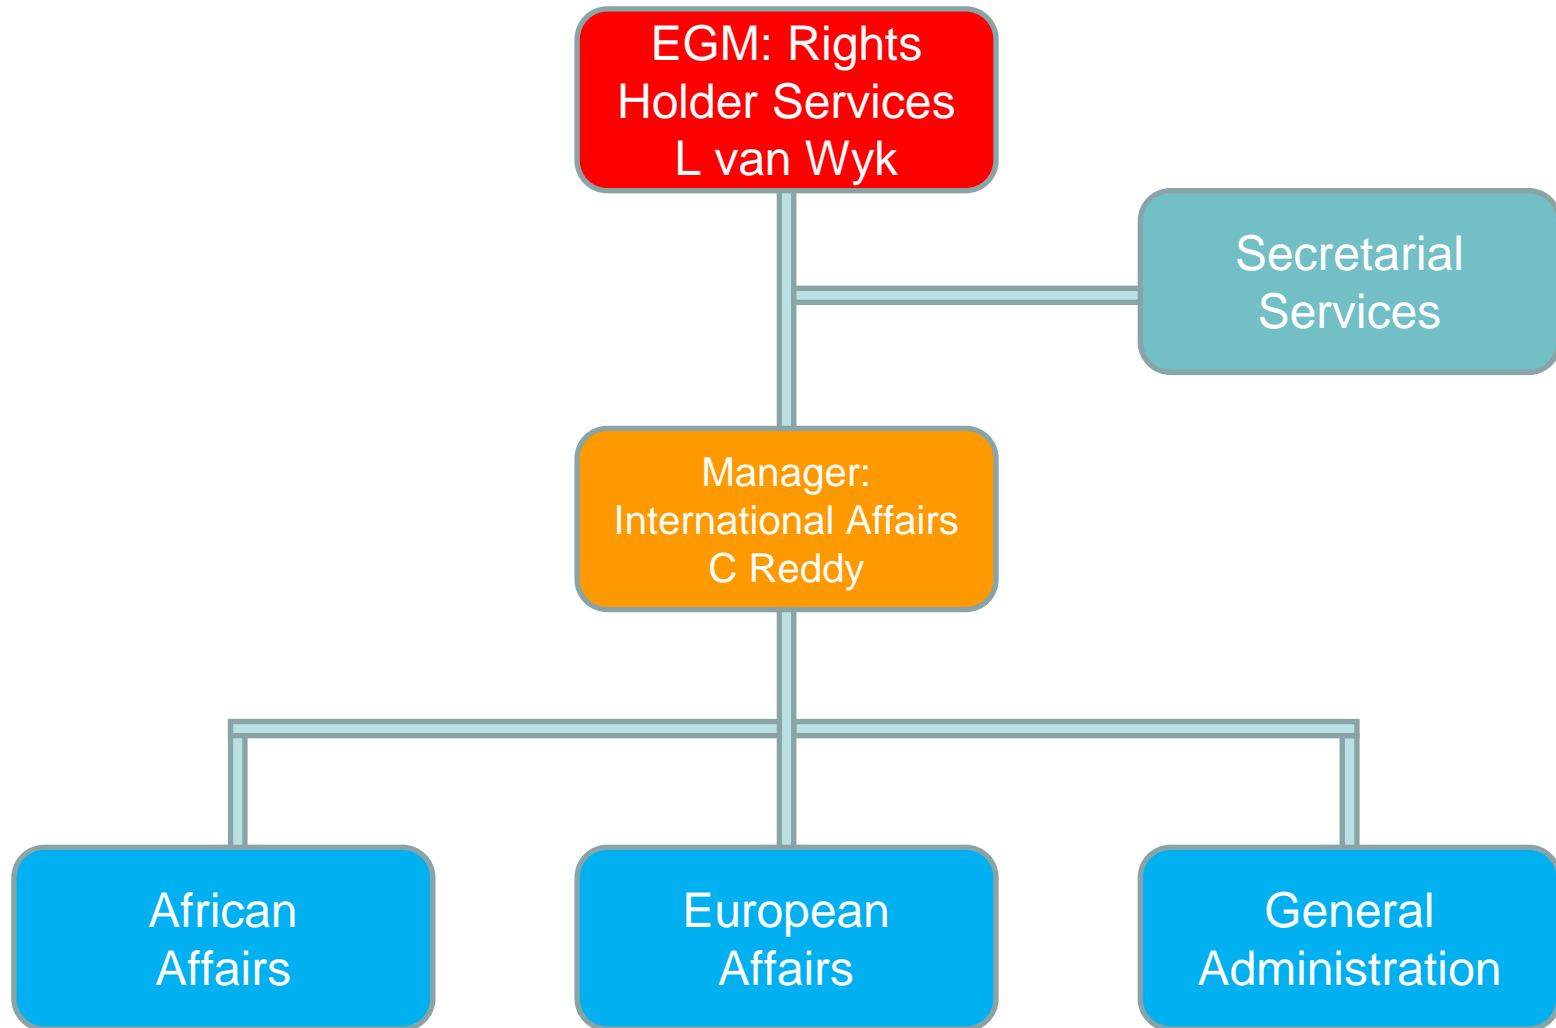 EGM: Rights
Holder Services
L van Wyk
Secretarial
Services
Manager:
International Affairs
C Reddy
African
Affairs
European
Affairs
General
Administration